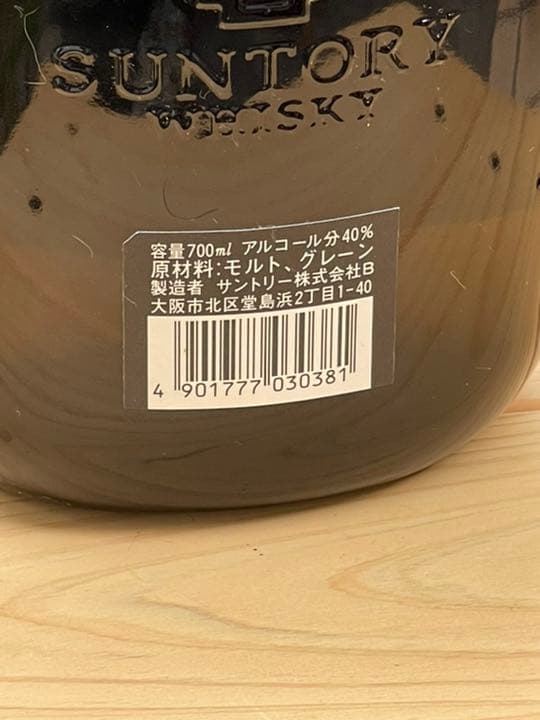 SUNTORY
WHISKY
容量700ml アルコール分40%
原材料:モルト、グレーン
製造者 サントリー株式会社B
大阪市北区堂島浜2丁目1-40
4 901777 030381